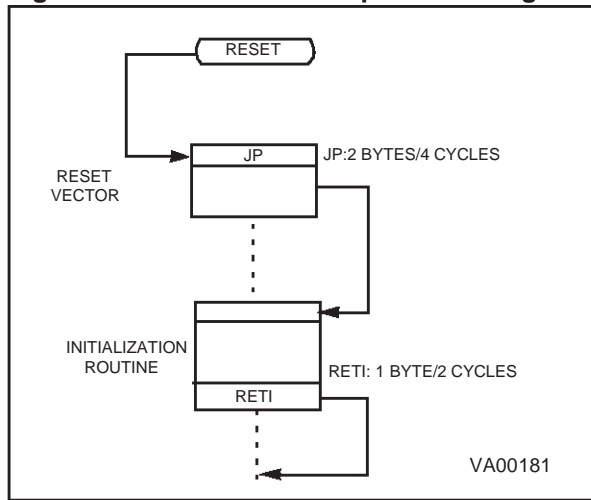 RESET
JP
JP:2 BYTES/4 CYCLES
RESET
VECTOR
INITIALIZATION
ROUTINE
RETI: 1 BYTE/2 CYCLES
RETI
VA00181